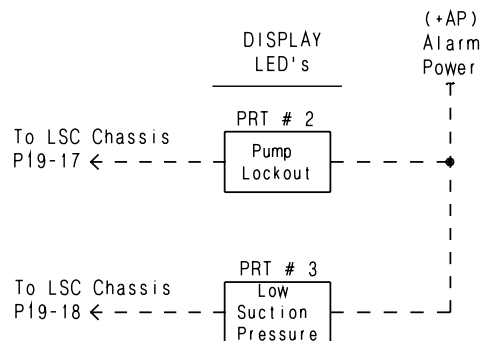 (+AP)
Alarm
Power
DISPLAY
LED's
PRT # 2
To LSC Chassis
P19-17
Pump
Lockout
PRT # 3
To LSC Chassis
P19-18
Low
Suction
Pressure